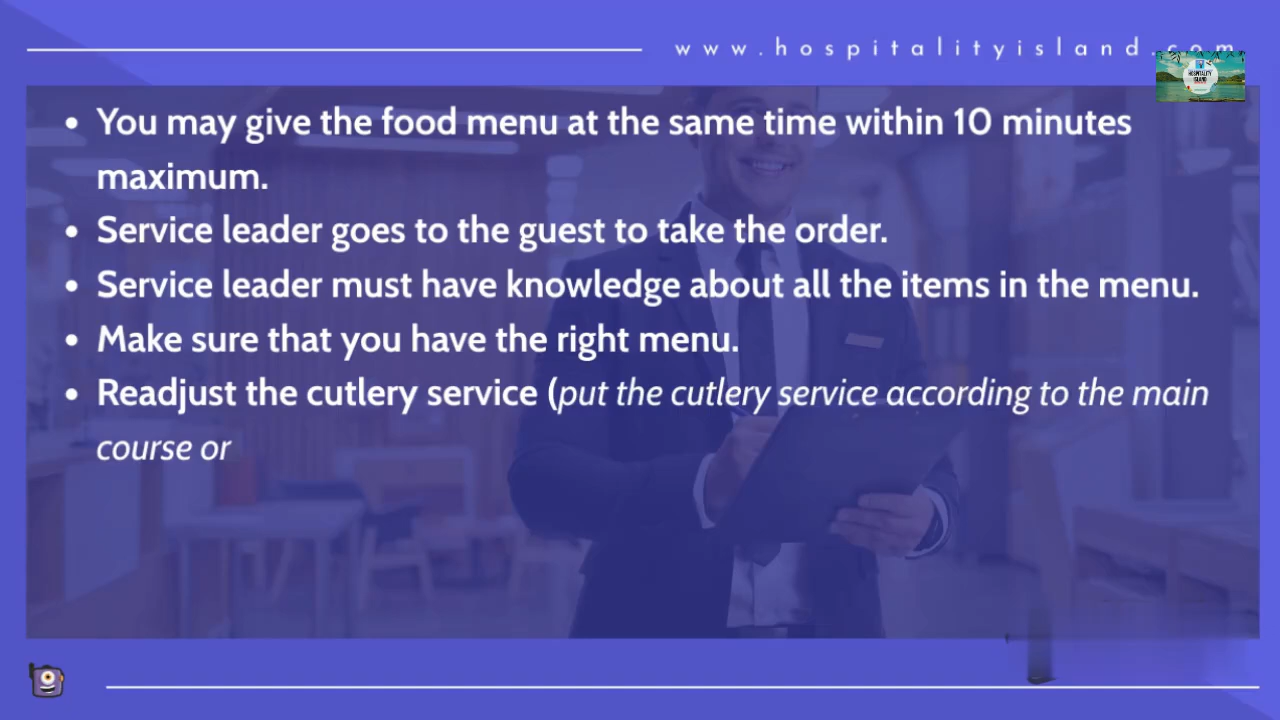 www.hospitalityisland.com
HOSPITALITY
ISLAND
• You may give the food menu at the same time within 10 minutes
maximum.
• Service leader goes to the guest to take the order.
• Service leader must have knowledge about all the items in the menu.
• Make sure that you have the right menu.
• Readjust the cutlery service (put the cutlery service according to the main
course or